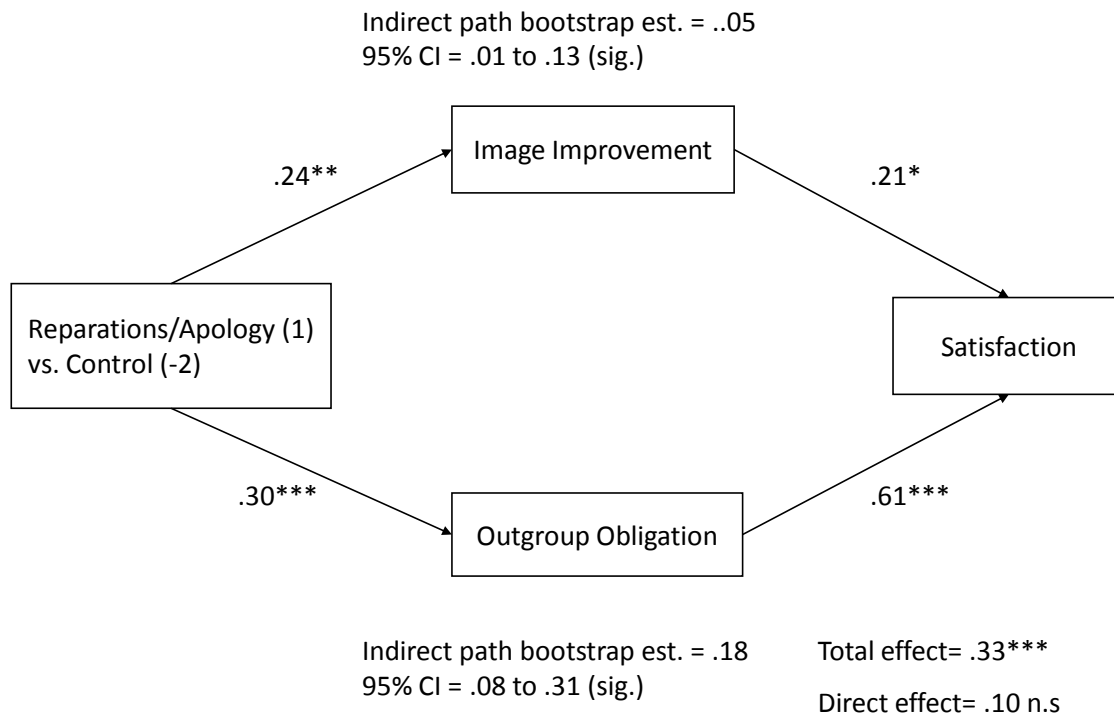 Indirect path bootstrap est. = ..05
95% CI = .01 to .13 (sig.)
Image Improvement
.24**
.21*
Reparations/Apology (1)
vs. Control (-2)
Satisfaction
.30***
.61***
Outgroup Obligation
Indirect path bootstrap est. = .18
95% CI = .08 to .31 (sig.)
Total effect= .33***
Direct effect= .10 n.s